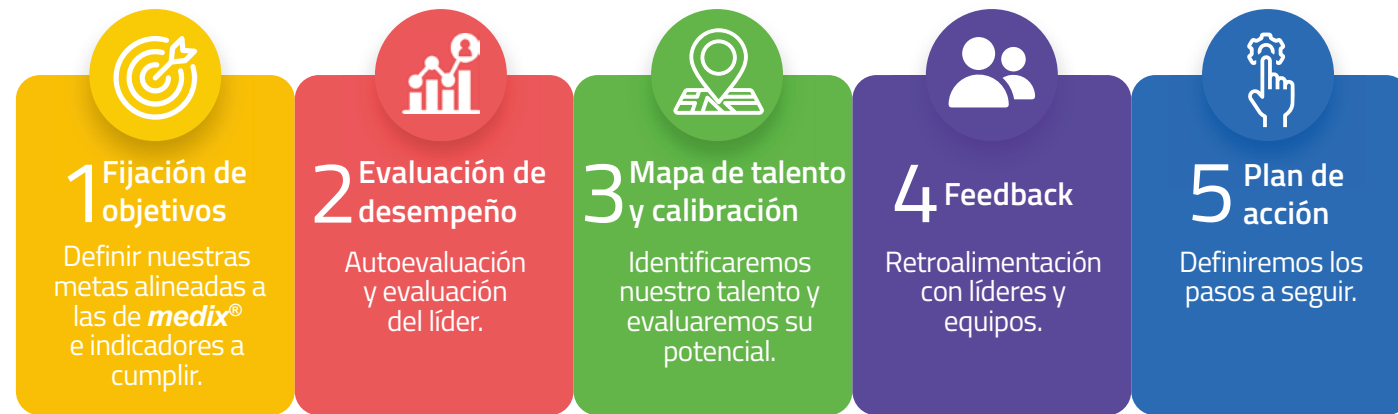 1 Fijación de
objetivos
Definir nuestras
metas alineadas a
las de medix®
e indicadores a
cumplir.
2 Evaluación de
desempeño
Autoevaluación
y evaluación
del líder.
3 Mapa de talento
y calibración
Identificaremos
nuestro talento y
evaluaremos su
potencial.
4 Feedback
Retroalimentación
con líderes y
equipos.
5 Plan de
acción
Definiremos los
pasos a seguir.